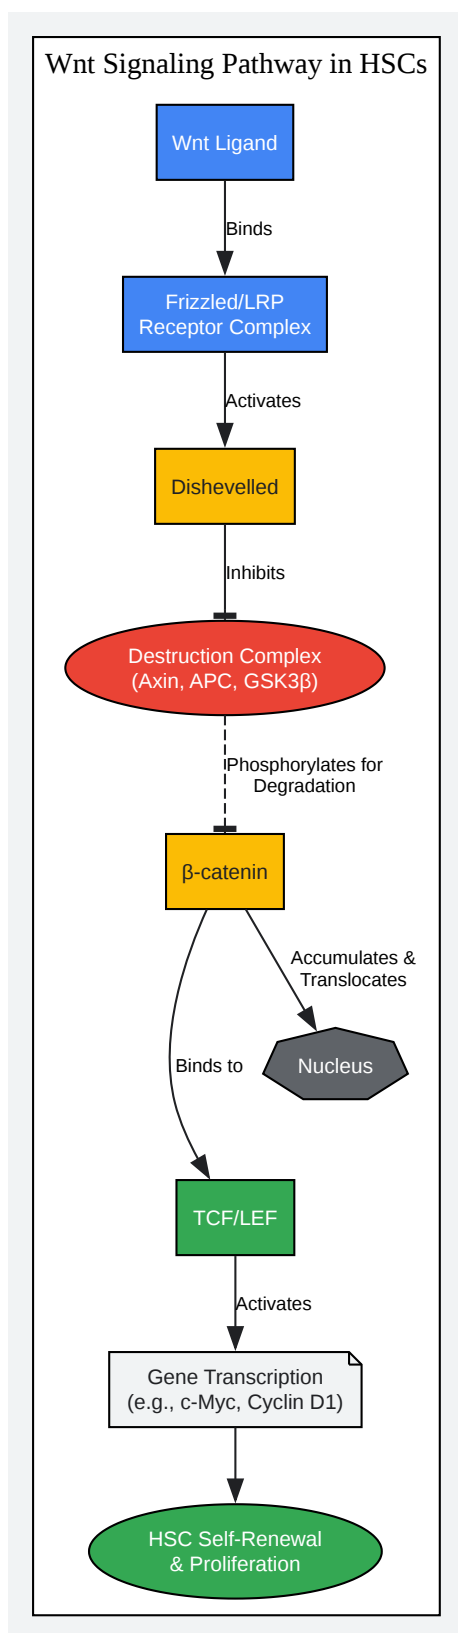 Wnt Signaling Pathway in HSCs
Wnt Ligand
Binds
Frizzled/LRP
Receptor Complex
Activates
Dishevelled
Inhibits
Destruction Complex
(Axin, APC, GSK3β)
Phosphorylates for
Degradation
β-catenin
Accumulates &
Translocates
Binds to
Nucleus
TCF/LEF
Activates
Gene Transcription
(e.g., c-Myc, Cyclin D1)
HSC Self-Renewal
& Proliferation